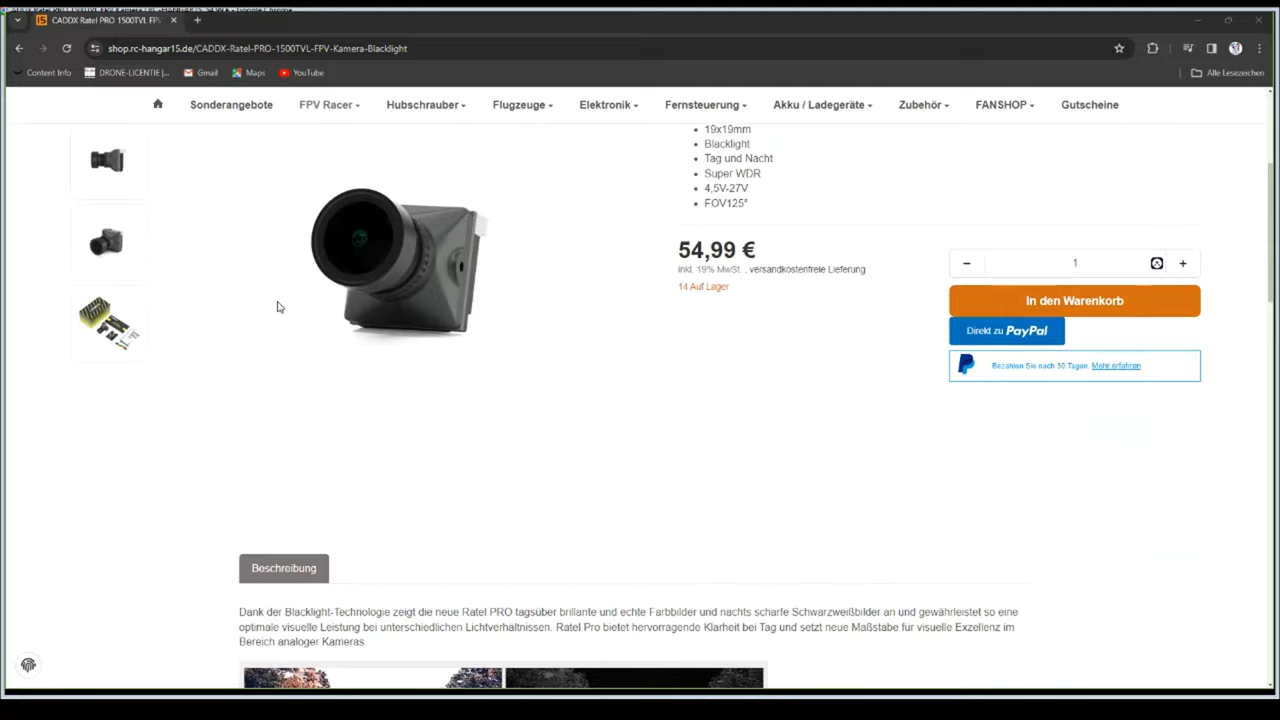 CADDX Ratel PRO 1500TVL FPV
shop.rc-hangar15.de/CADDX-Ratel-PRO-1500TVL-FPV-Kamera-Blacklight
Content Info DRONE-LICENTIE |... Gmail Maps YouTube Alle Lesezeichen
Sonderangebote FPV Racer Hubschrauber Flugzeuge Elektronik Fernsteuerung Akku / Ladegeräte Zubehör FANSHOP Gutscheine
19x19mm
Blacklight
Tag und Nacht
Super WDR
4,5V-27V
FOV125°
54,99 €
inkl. 19% MwSt. , versandkostenfreie Lieferung
14 Auf Lager
− 1 +
In den Warenkorb
Direkt zu PayPal
Bezahlen Sie nach 30 Tagen. Mehr erfahren
Beschreibung
Dank der Blacklight-Technologie zeigt die neue Ratel PRO tagsüber brillante und echte Farbbilder und nachts scharfe Schwarzweißbilder an und gewährleistet so eine
optimale visuelle Leistung bei unterschiedlichen Lichtverhältnissen. Ratel Pro bietet hervorragende Klarheit bei Tag und setzt neue Maßstäbe für visuelle Exzellenz im
Bereich analoger Kameras